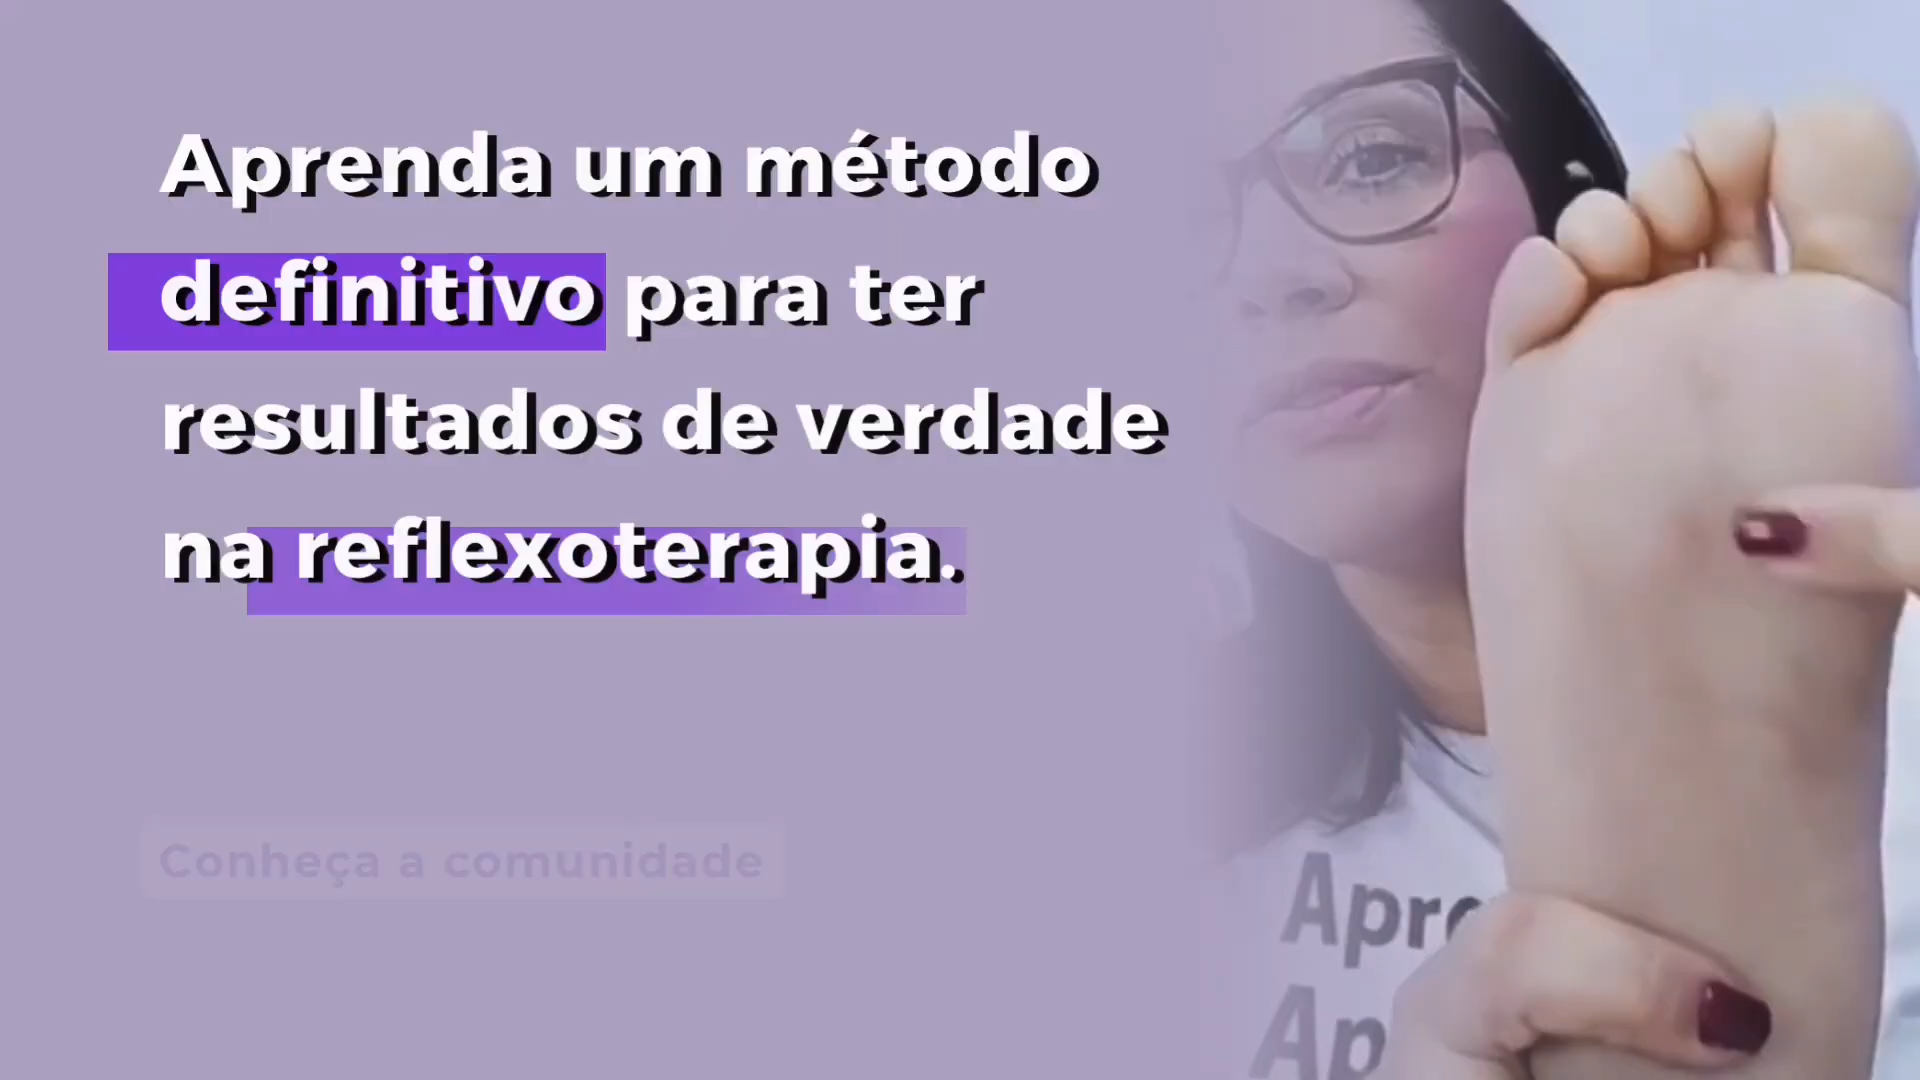 Aprenda um método
definitivo para ter
resultados de verdade
na reflexoterapia.
Conheça a comunidade